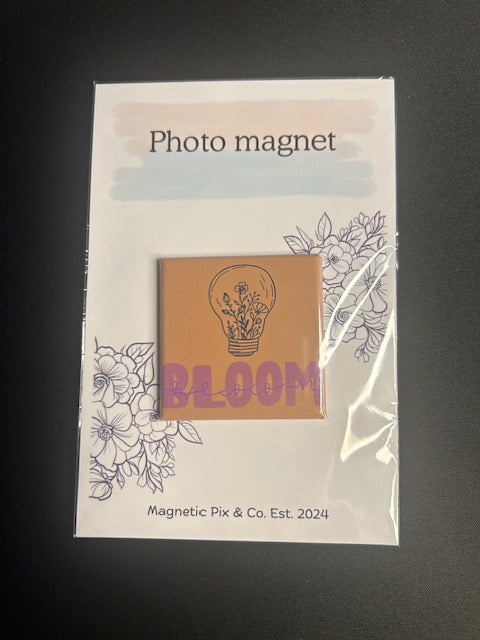 Photo magnet
BLOOM
Magnetic Pix & Co. Est. 2024